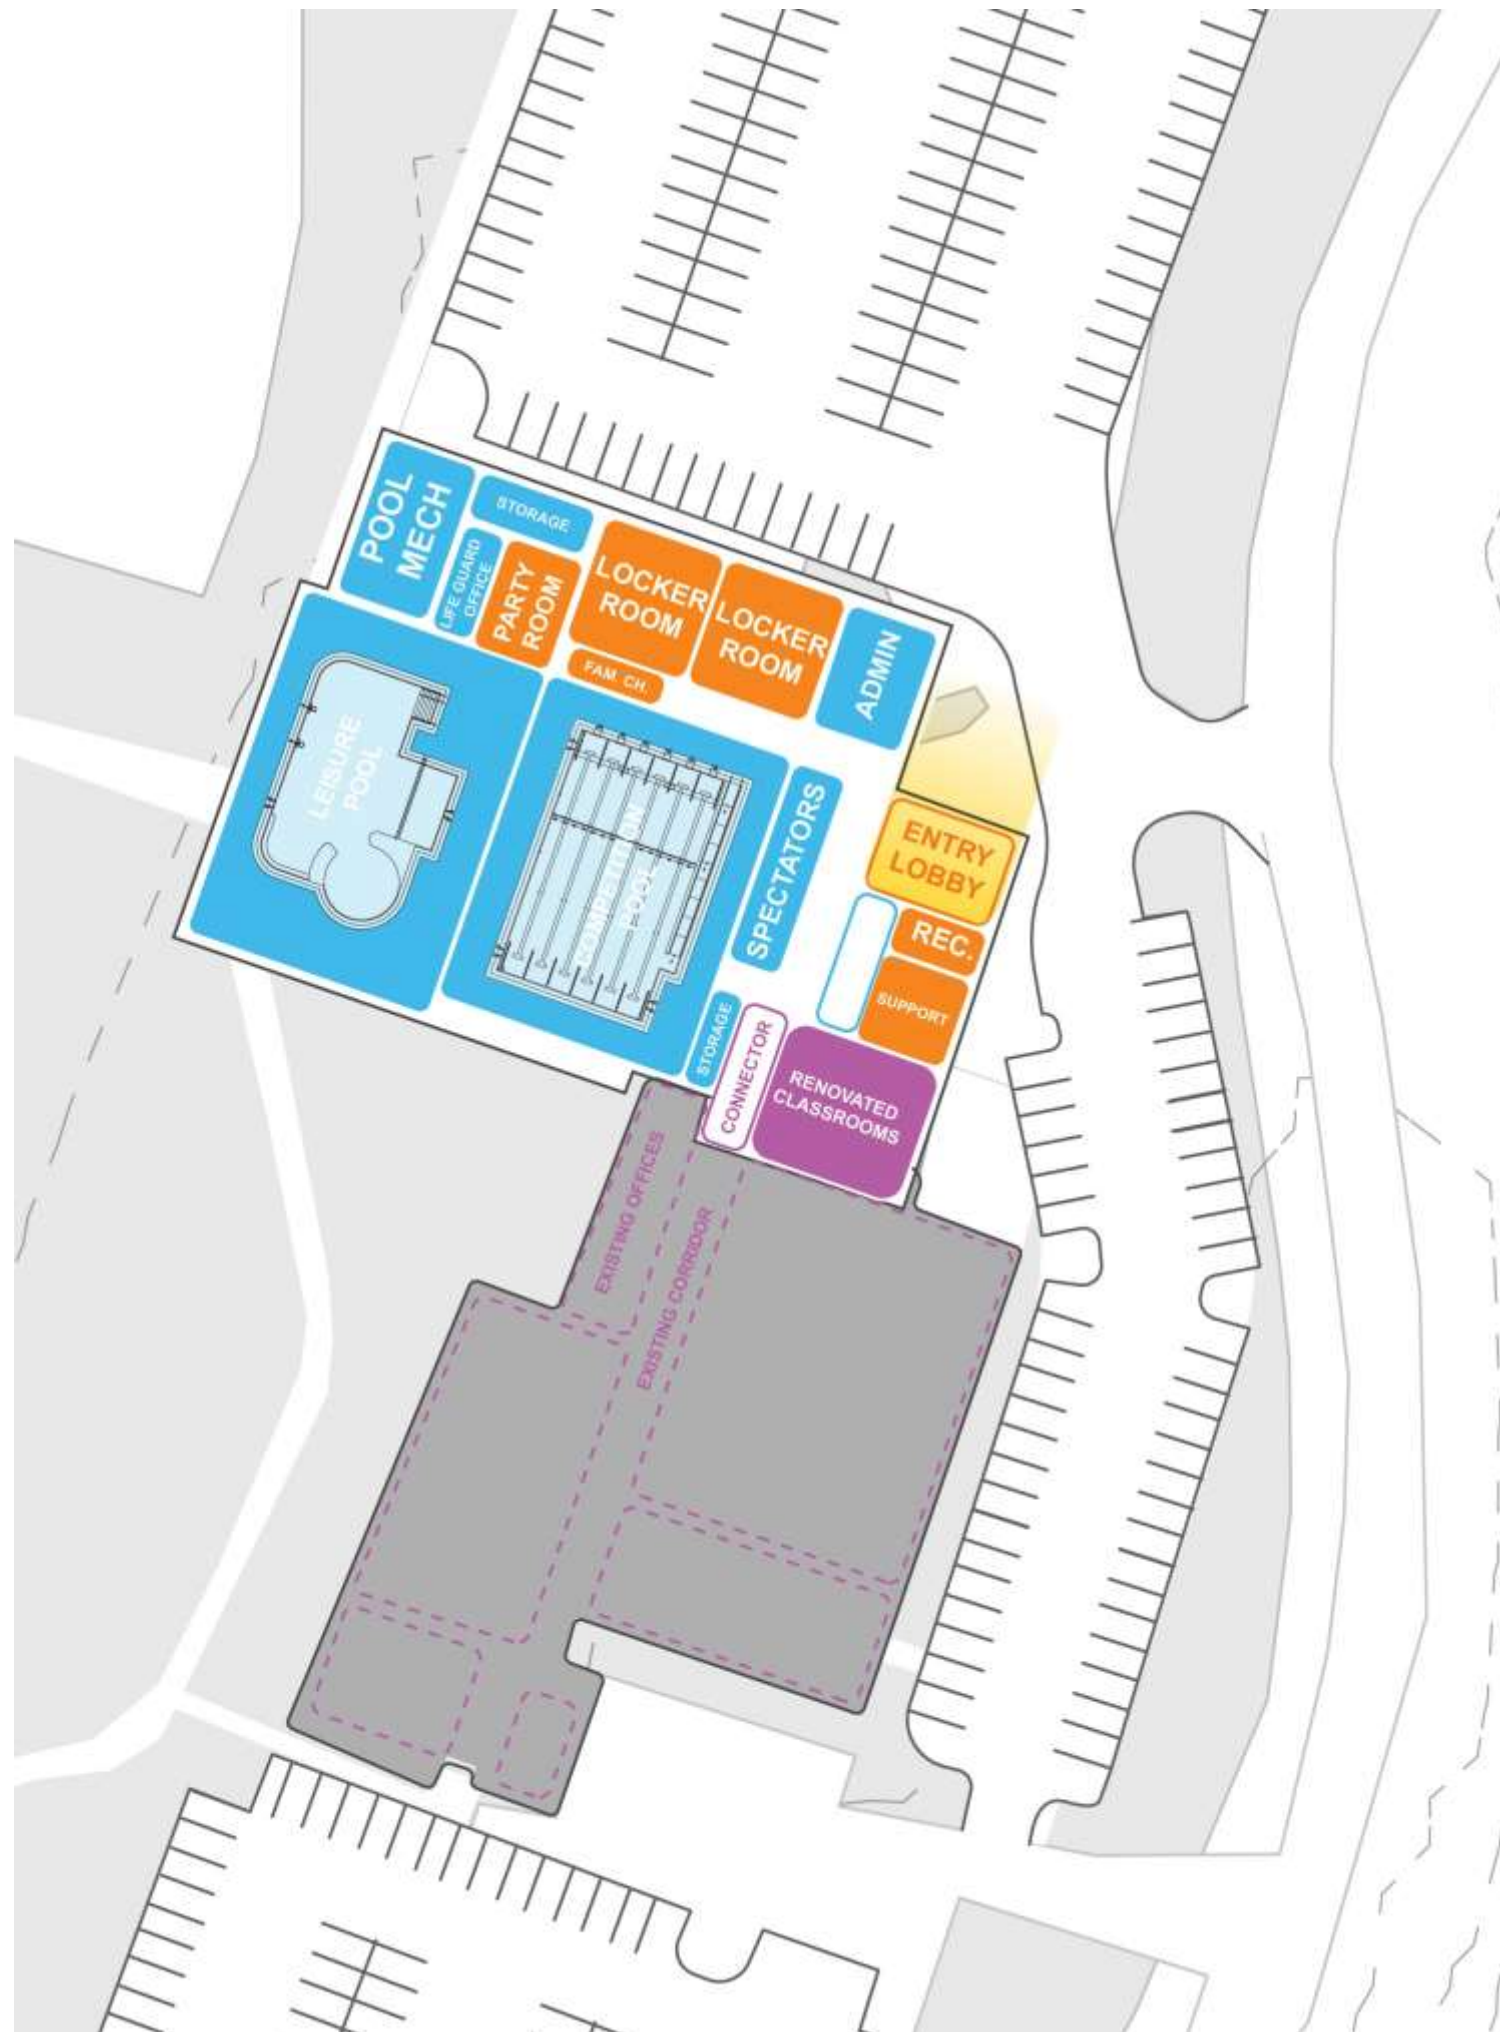 POOL
MECH
STORAGE
LIFE GUARD
OFFICE
PARTY
ROOM
LOCKER
ROOM
LOCKER
ROOM
FAM. CH.
ADMIN
LEISURE
POOL
COMPETITION
POOL
SPECTATORS
ENTRY
LOBBY
REC.
SUPPORT
STORAGE
CONNECTOR
RENOVATED
CLASSROOMS
EXISTING OFFICES
EXISTING CORRIDOR